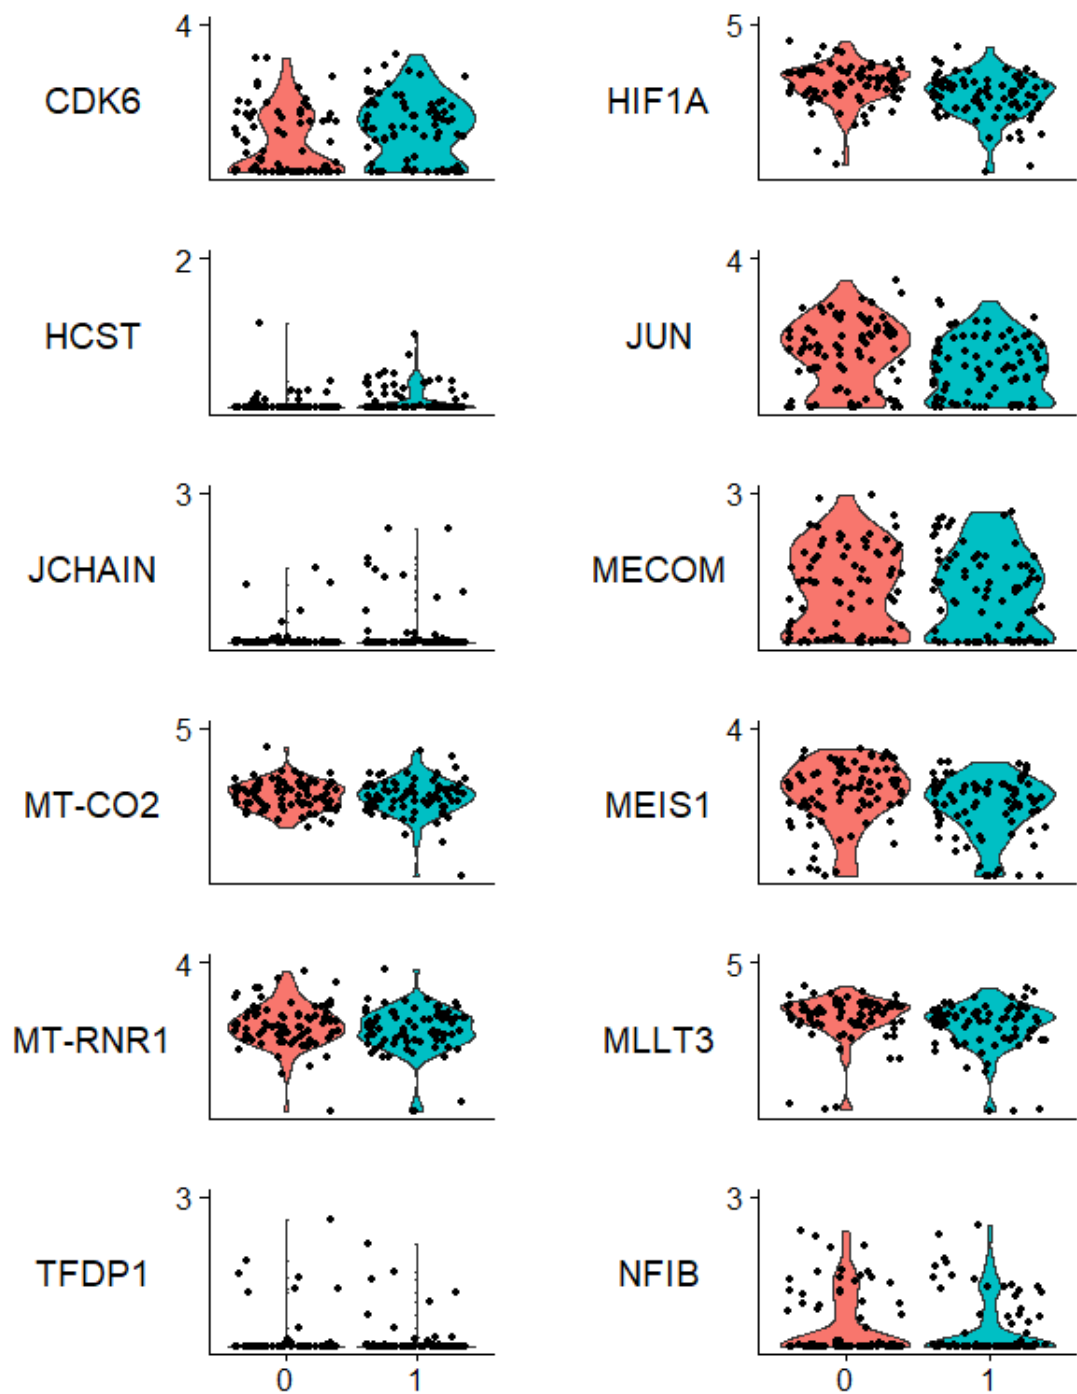 4
CDK6
5
HIF1A
2
HCST
4
JUN
3
JCHAIN
3
MECOM
5
MT-CO2
4
MEIS1
4
MT-RNR1
5
MLLT3
3
TFDP1
3
NFIB
0 1
0 1